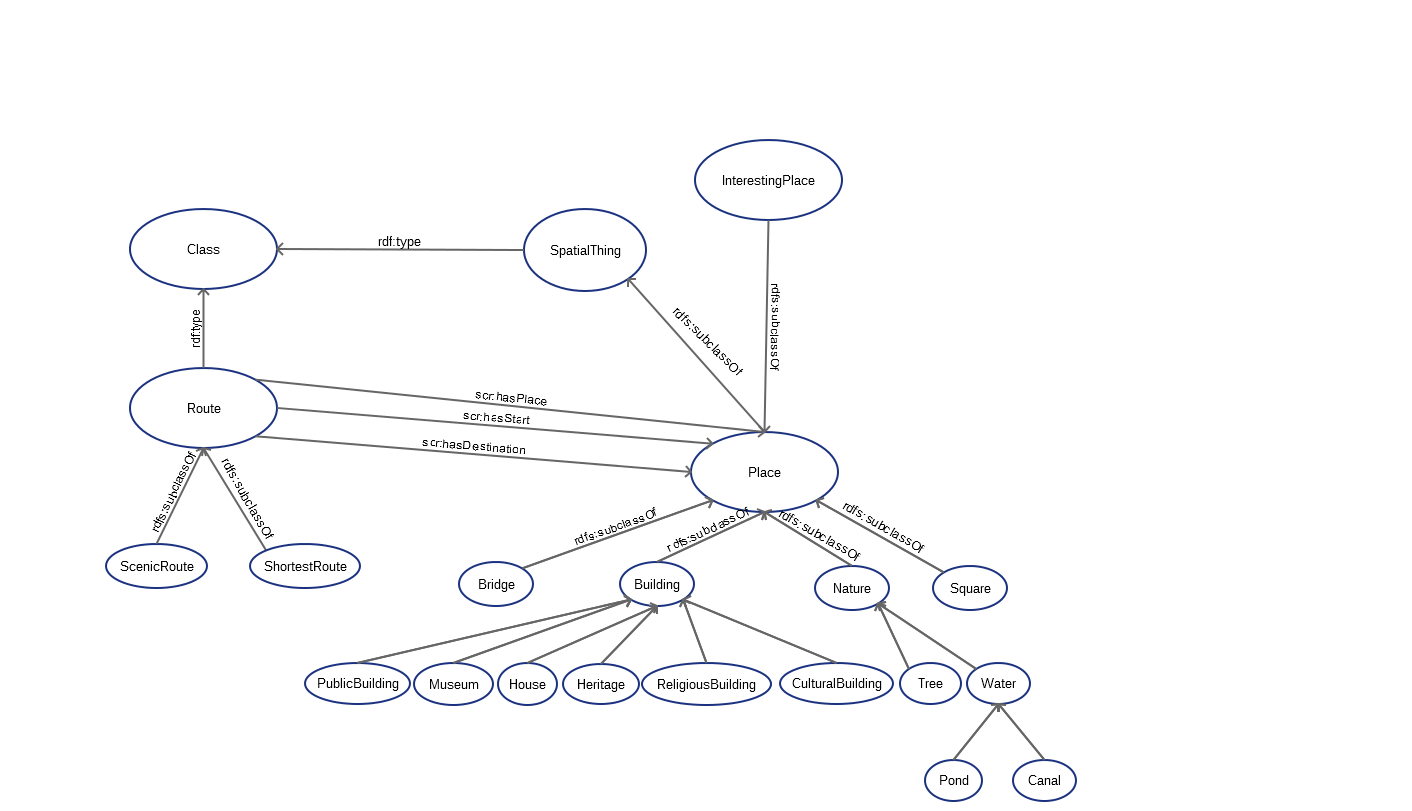 InterestingPlace
Class
rdf:type
SpatialThing
rdf:type
rdfs:subclassOf
rdfs:subclassOf
Route
scr:hasPlace
scr:hasStart
scr:hasDestination
Place
rdfs:subclassOf
rdfs:subclassOf
rdfs:subclassOf
rdfs:subclassOf
rdfs:subclassOf
rdfs:subclassOf
ScenicRoute
ShortestRoute
Bridge
Building
Nature
Square
PublicBuilding
Museum
House
Heritage
ReligiousBuilding
CulturalBuilding
Tree
Water
Pond
Canal